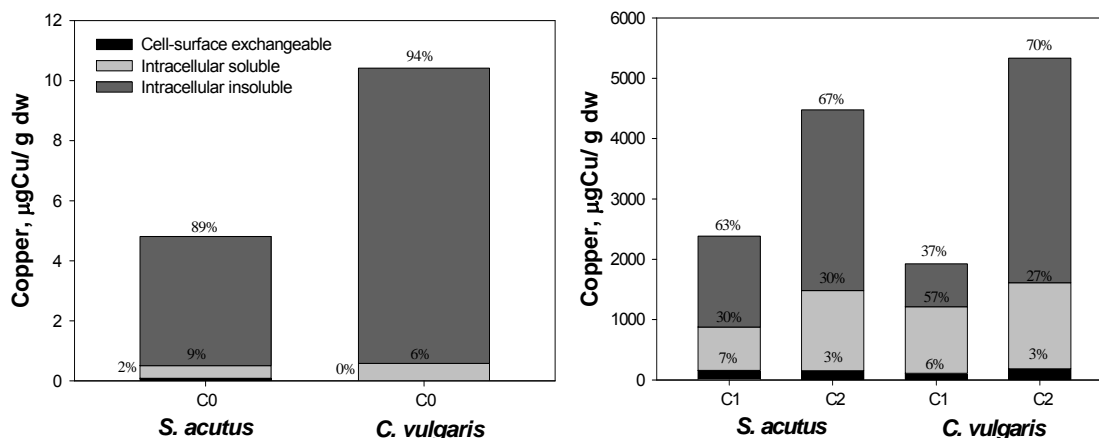 Copper, µgCu/ g dw
12
10
8
6
4
2
0
Cell-surface exchangeable
Intracellular soluble
Intracellular insoluble
94%
89%
9%
2%
6%
0%
C0
C0
S. acutus
C. vulgaris
Copper, µgCu/ g dw
6000
5000
4000
3000
2000
1000
0
63%
30%
7%
67%
30%
3%
37%
57%
6%
70%
27%
3%
C1
C2
C1
C2
S. acutus
C. vulgaris